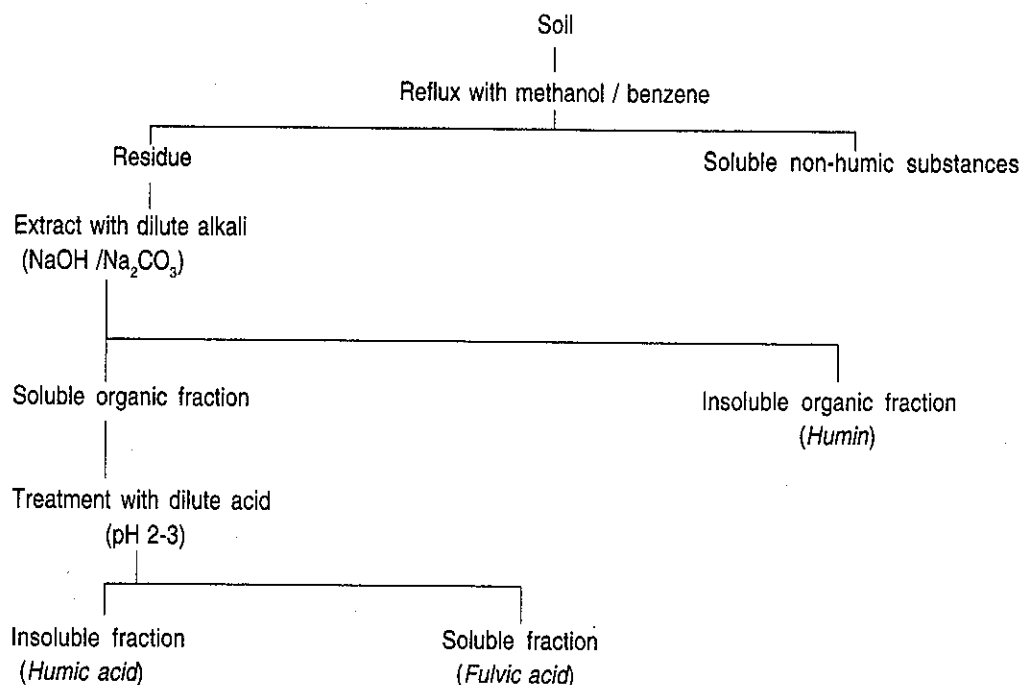 Soil
Reflux with methanol / benzene
Residue
Soluble non-humic substances
Extract with dilute alkali
(NaOH /Na₂CO₃)
Soluble organic fraction
Insoluble organic fraction
(Humin)
Treatment with dilute acid
(pH 2-3)
Insoluble fraction
(Humic acid)
Soluble fraction
(Fulvic acid)